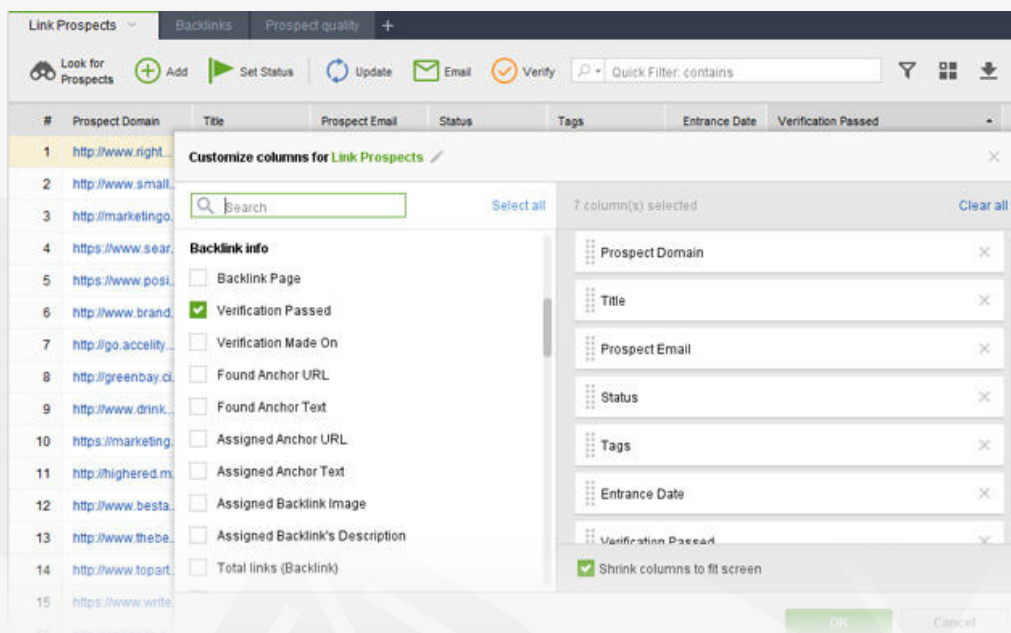 Link Prospects
Backlinks
Prospect quality
+
Look for Prospects
Add
Set Status
Update
Email
Verify
Quick Filter: contains
# Prospect Domain Title Prospect Email Status Tags Entrance Date Verification Passed
1 http://www.right...
2 http://www.small...
3 http://marketingo.
4 https://www.sear.
5 https://www.posi..
6 http://www.brand.
7 http://go.accelity...
8 http://greenbay.ci.
9 http://www.drink...
10 https://marketing.
11 http://highered.m.
12 http://www.besta..
13 http://www.thebe..
14 http://www.topart.
15 https://www.write.
Customize columns for Link Prospects
Search
Select all
Backlink info
Backlink Page
Verification Passed
Verification Made On
Found Anchor URL
Found Anchor Text
Assigned Anchor URL
Assigned Anchor Text
Assigned Backlink Image
Assigned Backlink's Description
Total links (Backlink)
7 column(s) selected
Clear all
Prospect Domain
Title
Prospect Email
Status
Tags
Entrance Date
Verification Passed
Shrink columns to fit screen
OK
Cancel